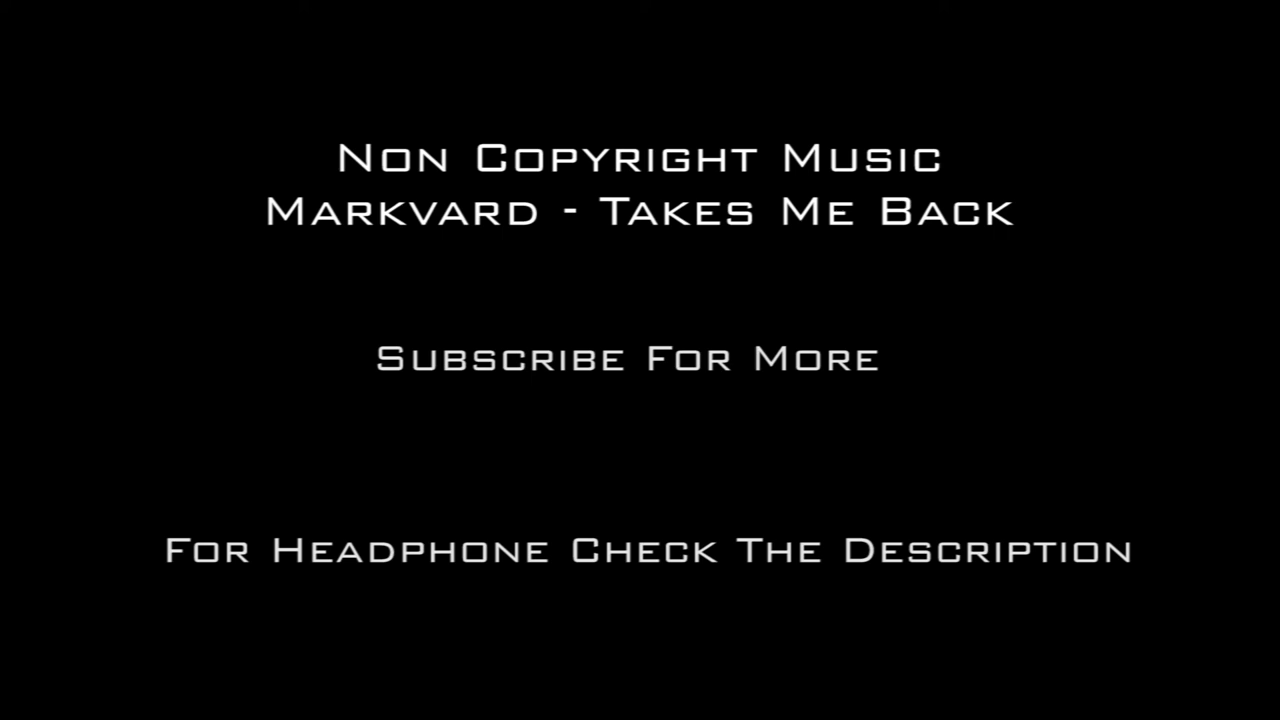 Non Copyright Music
Markvard - Takes Me Back
Subscribe For More
For Headphone Check The Description